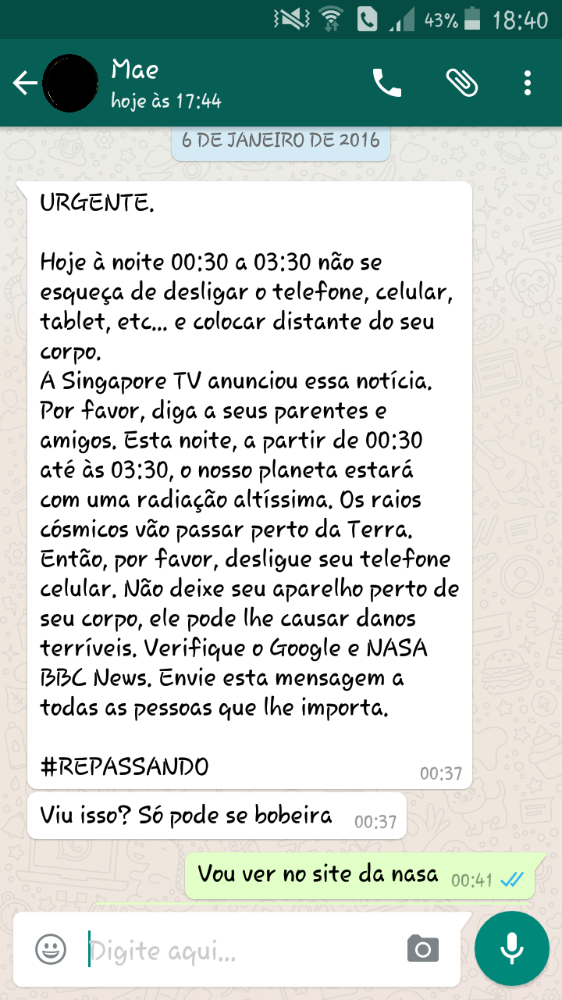 43% 18:40
Mae
hoje às 17:44
6 DE JANEIRO DE 2016
URGENTE.
Hoje à noite 00:30 a 03:30 não se
esqueça de desligar o telefone, celular,
tablet, etc... e colocar distante do seu
corpo.
A Singapore TV anunciou essa notícia.
Por favor, diga a seus parentes e
amigos. Esta noite, a partir de 00:30
até às 03:30, o nosso planeta estará
com uma radiação altíssima. Os raios
cósmicos vão passar perto da Terra.
Então, por favor, desligue seu telefone
celular. Não deixe seu aparelho perto de
seu corpo, ele pode lhe causar danos
terríveis. Verifique o Google e NASA
BBC News. Envie esta mensagem a
todas as pessoas que lhe importa.
#REPASSANDO 00:37
Viu isso? Só pode se bobeira 00:37
Vou ver no site da nasa 00:41
Digite aqui...